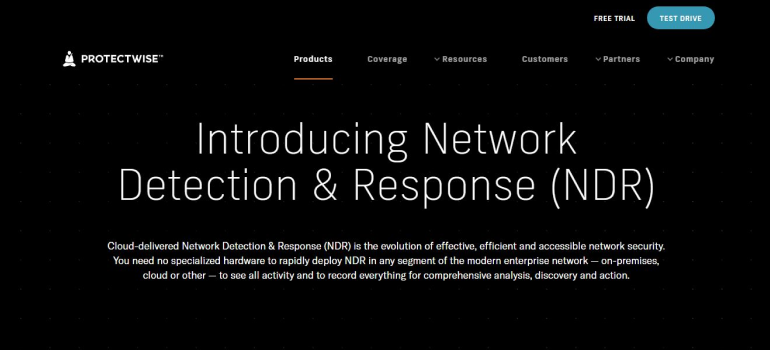 FREE TRIAL TEST DRIVE
PROTECTWISE™ Products Coverage Resources Customers Partners Company
Introducing Network
Detection & Response (NDR)
Cloud-delivered Network Detection & Response (NDR) is the evolution of effective, efficient and accessible network security.
You need no specialized hardware to rapidly deploy NDR in any segment of the modern enterprise network — on-premises,
cloud or other — to see all activity and to record everything for comprehensive analysis, discovery and action.